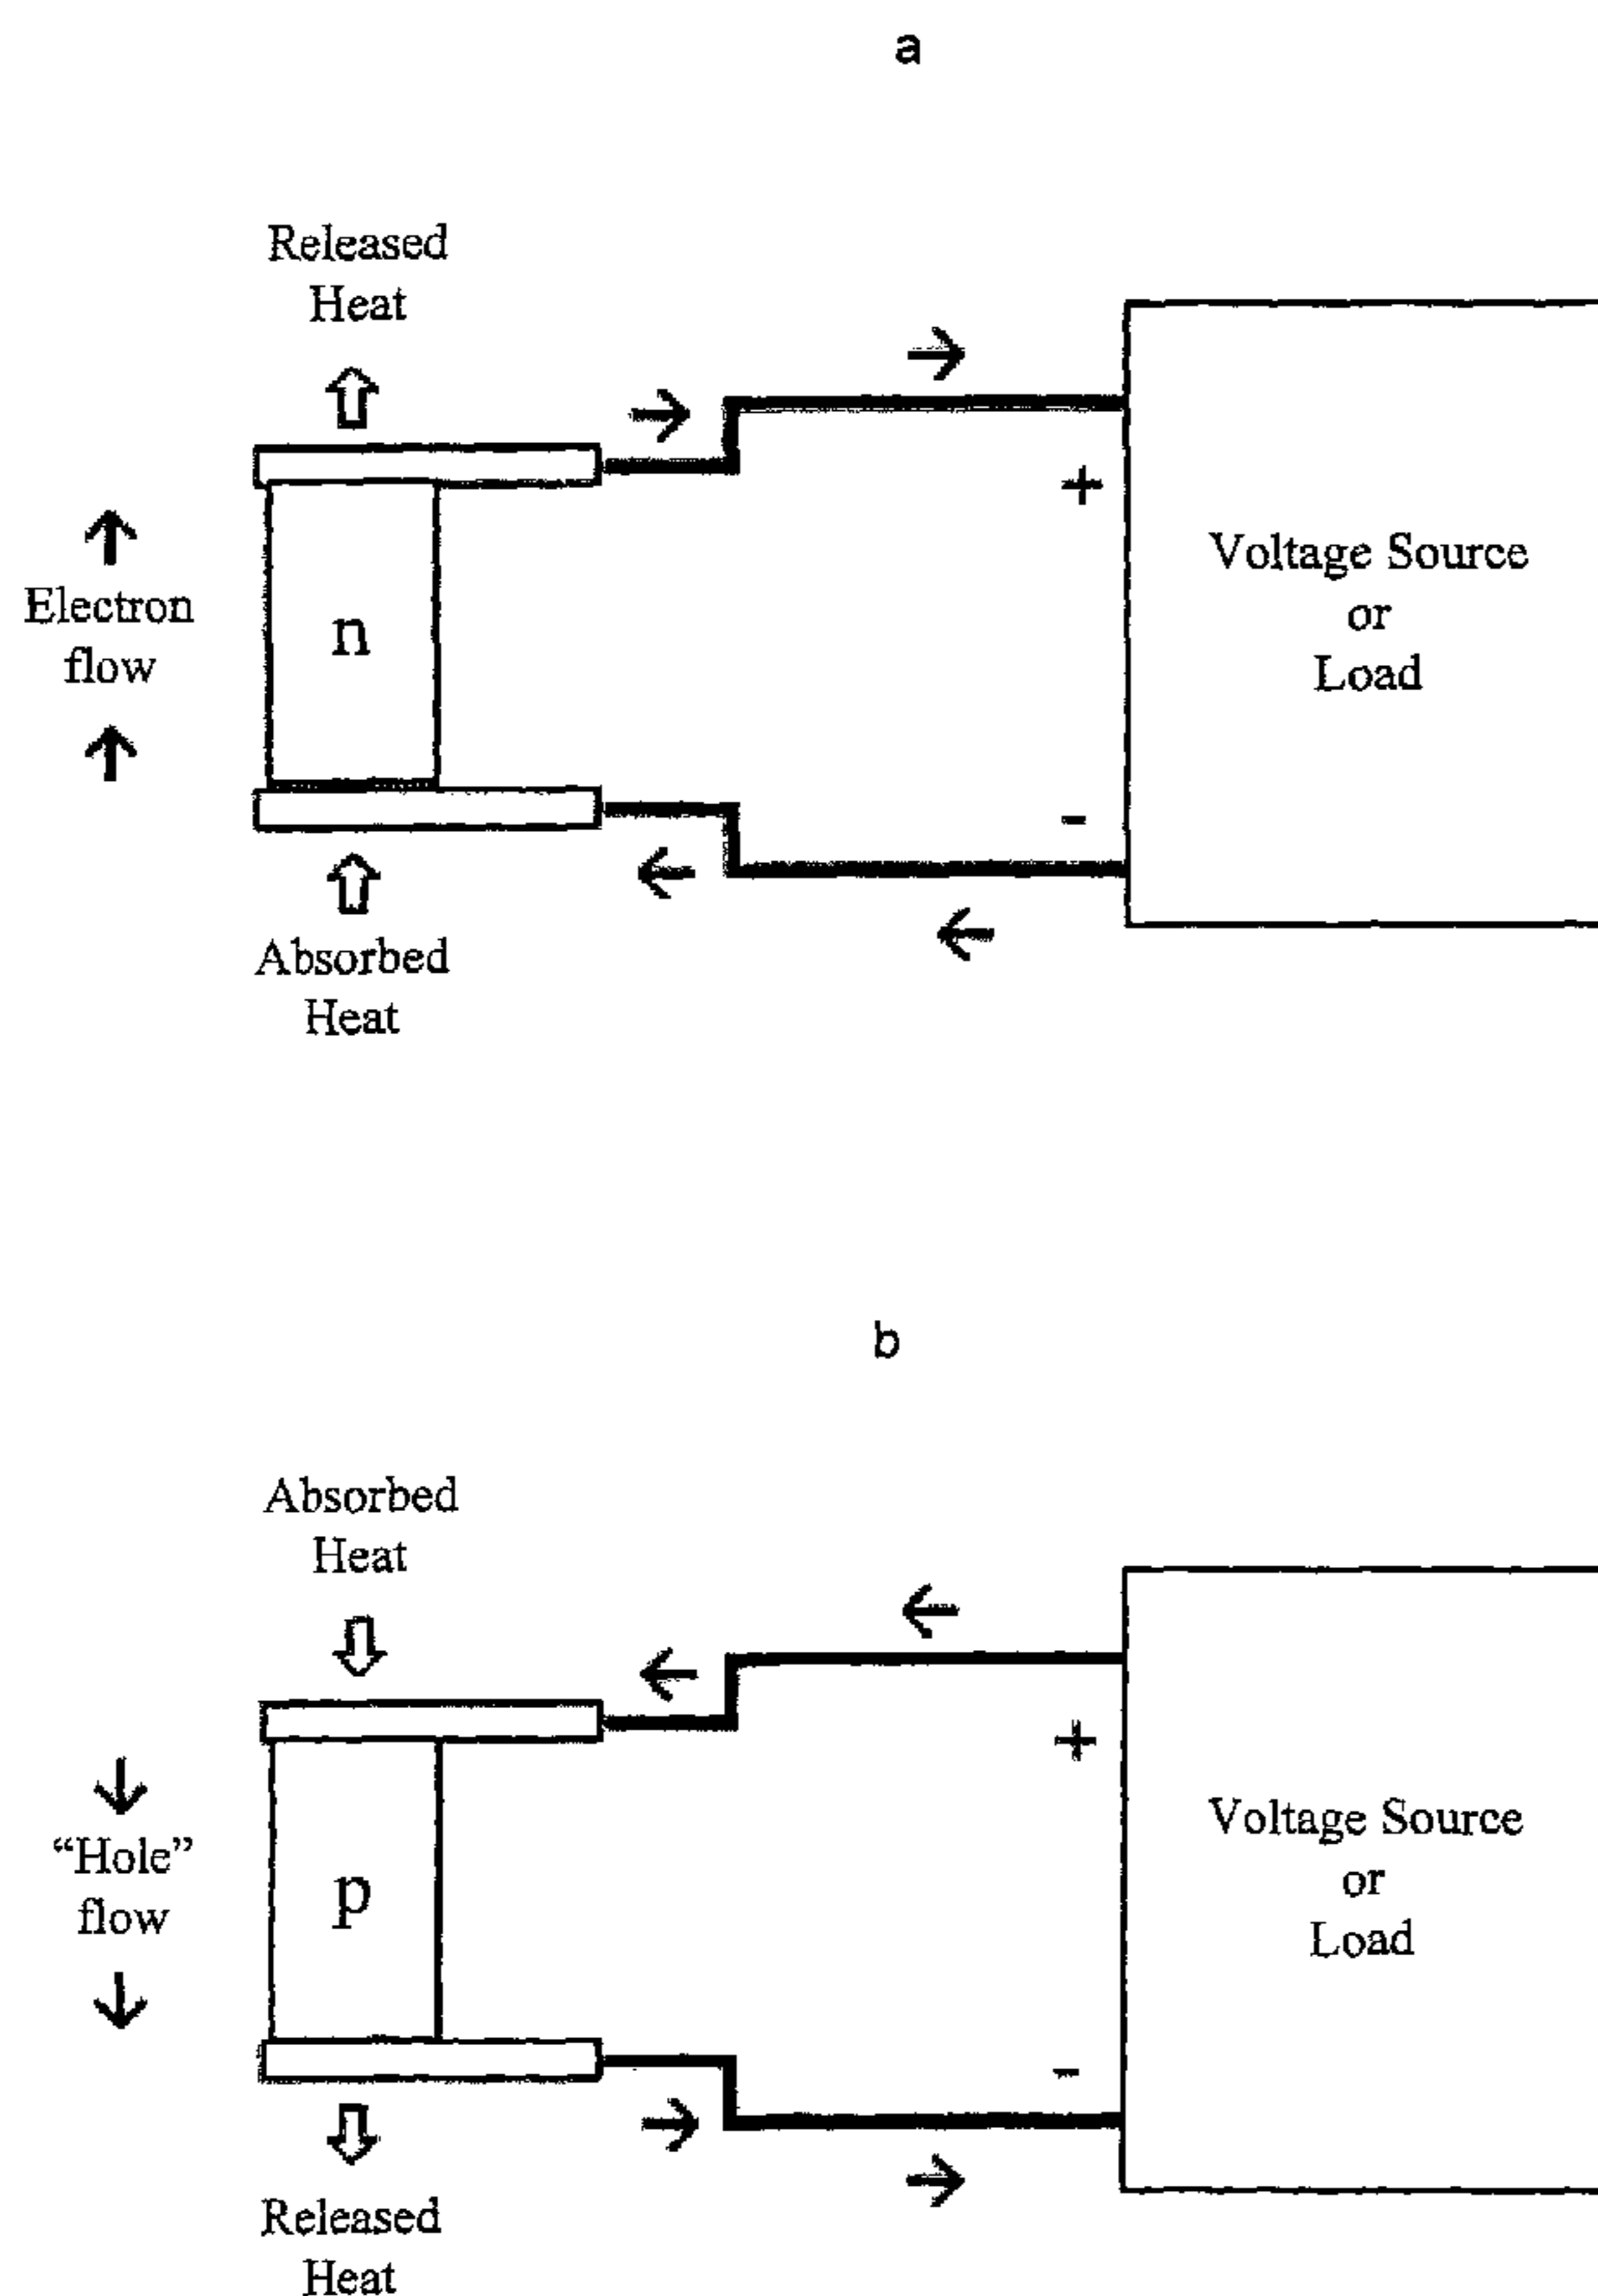 a
Released
Heat
Electron
flow
n
+
-
Voltage Source
or
Load
Absorbed
Heat
b
Absorbed
Heat
“Hole”
flow
p
+
-
Voltage Source
or
Load
Released
Heat